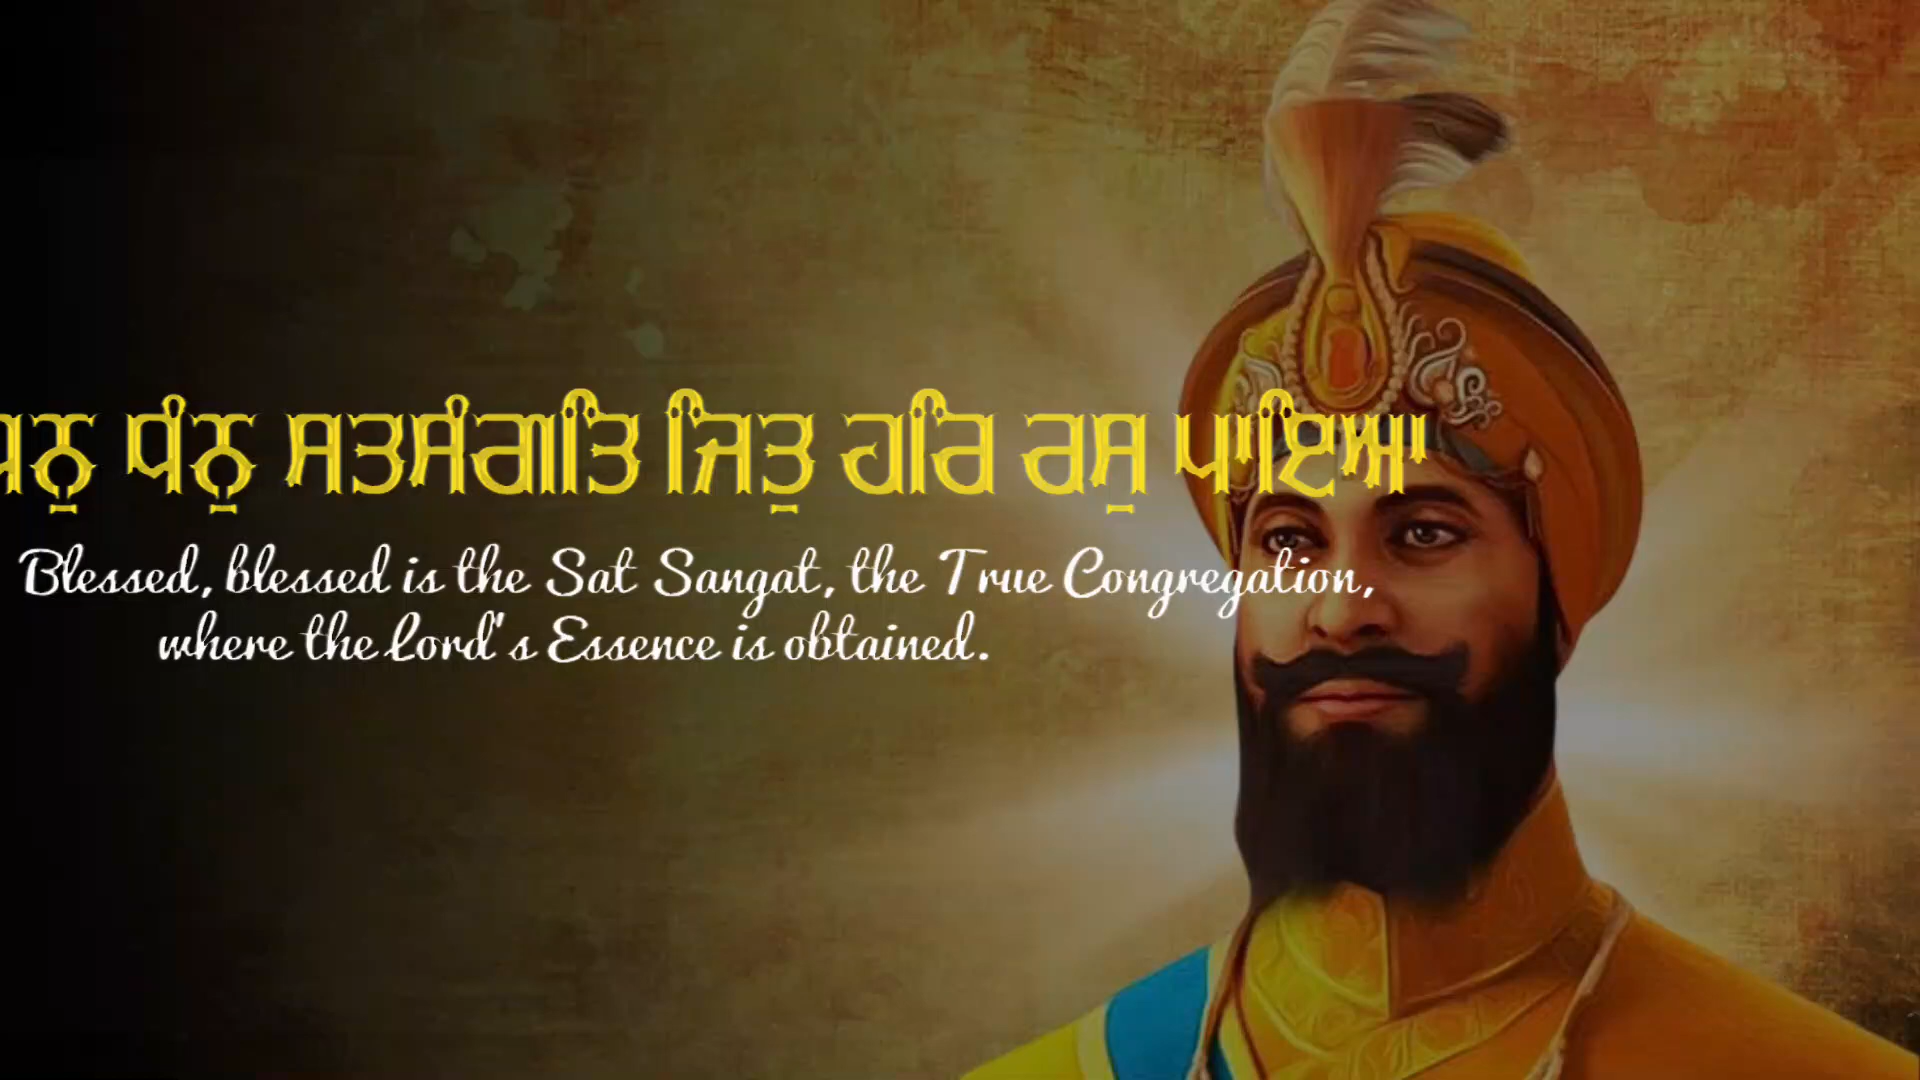 ਧਨੁ ਧੰਨੁ ਸਤਸੰਗਤਿ ਜਿਤੁ ਹਰਿ ਰਸੁ ਪਾਇਆ
Blessed, blessed is the Sat Sangat, the True Congregation,
where the Lord's Essence is obtained.